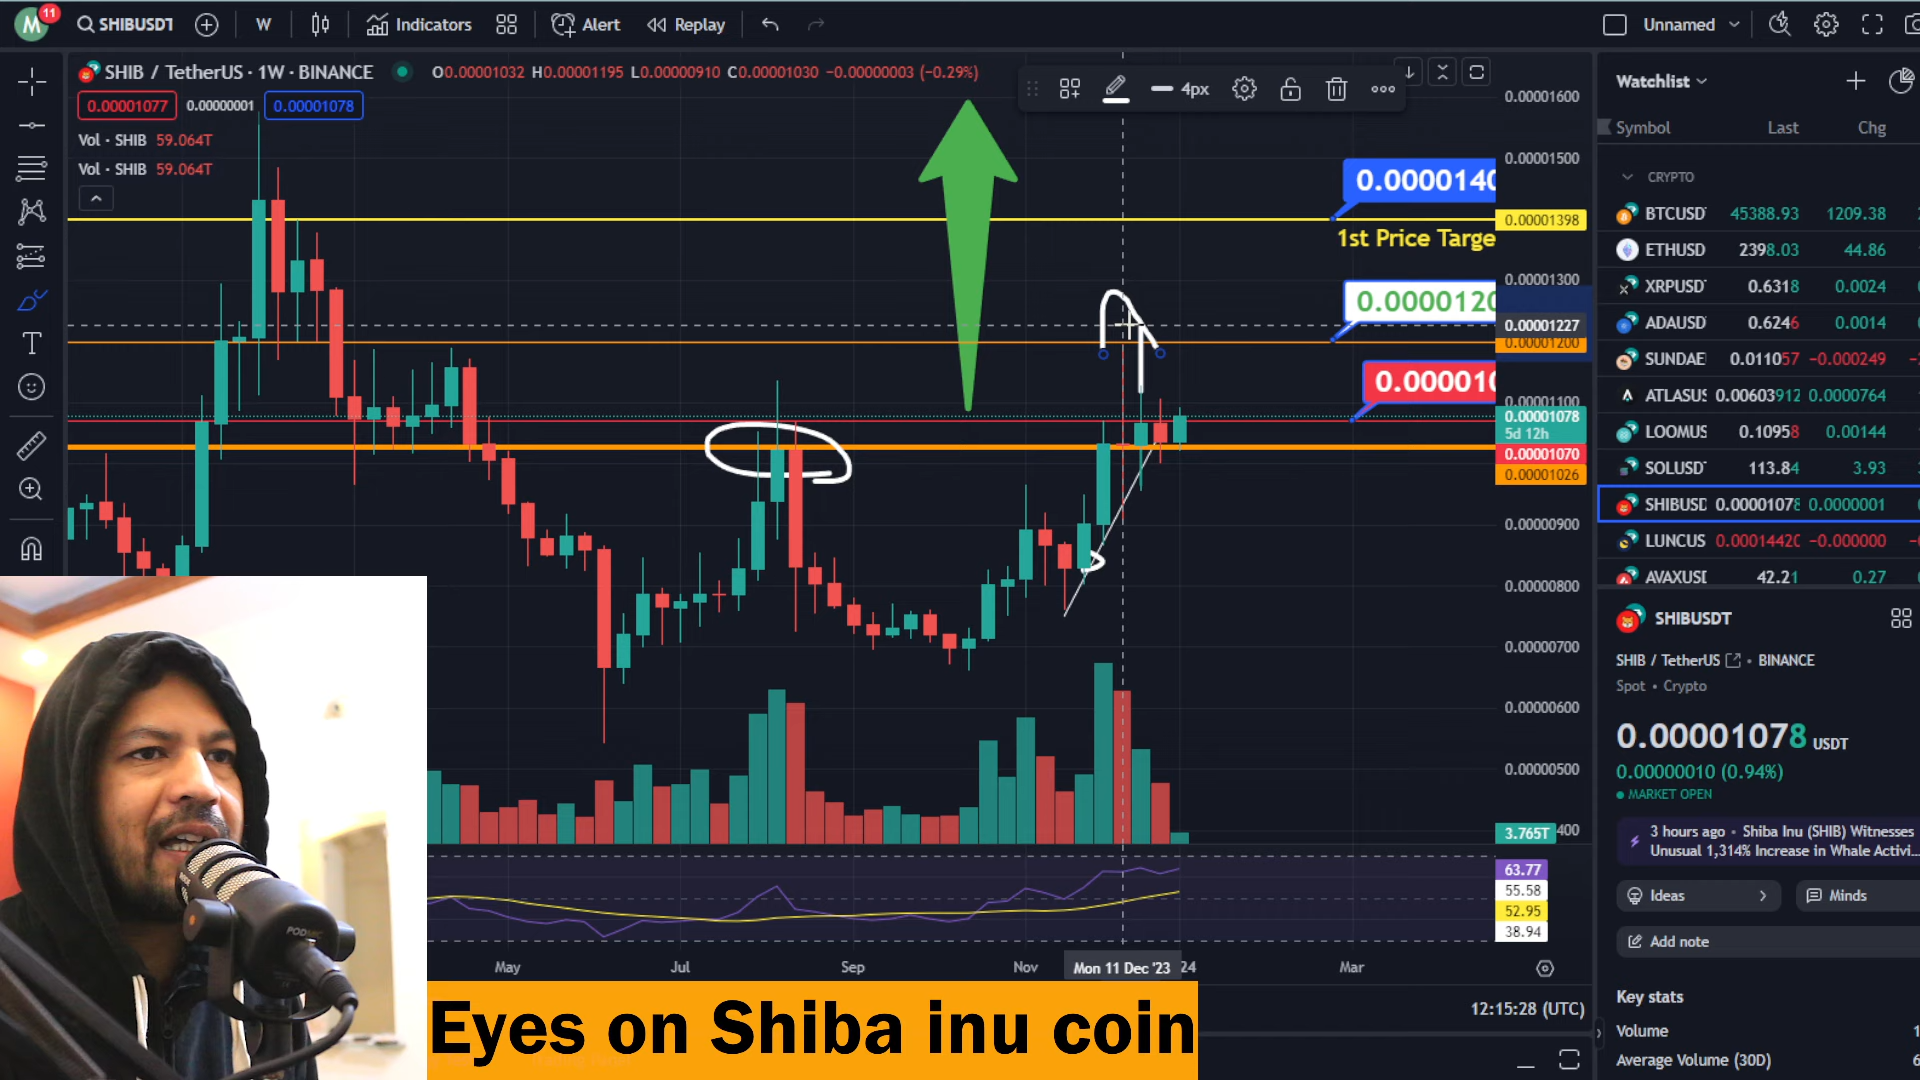 M 11 SHIBUSDT W Indicators Alert Replay Unnamed
SHIB / TetherUS · 1W · BINANCE O0.00001032 H0.00001195 L0.00000910 C0.00001030 −0.00000003 (−0.29%)
4px
0.00001077 0.00000001 0.00001078
Vol · SHIB 59.064T
Vol · SHIB 59.064T
0.0000140
1st Price Targe
0.0000120
0.000010
0.00001600
0.00001500
0.00001398
0.00001300
0.00001227
0.00001200
0.00001100
0.00001078
5d 12h
0.00001070
0.00001026
0.00000900
0.00000800
0.00000700
0.00000600
0.00000500
3.765T 400
63.77
55.58
52.95
38.94
May Jul Sep Nov Mon 11 Dec '23 24 Mar
12:15:28 (UTC)
Eyes on Shiba inu coin
PODMIC
Watchlist
Symbol Last Chg
CRYPTO
BTCUSD 45388.93 1209.38
ETHUSD 2398.03 44.86
XRPUSD 0.6318 0.0024
ADAUSD 0.6246 0.0014
SUNDAE 0.011057 −0.000249
ATLASUS 0.00603912 0.0000764
LOOMUS 0.10958 0.00144
SOLUSD 113.84 3.93
SHIBUSD 0.00001078 0.0000001
LUNCUS 0.00014420 −0.000000
AVAXUSD 42.21 0.27
SHIBUSDT
SHIB / TetherUS • BINANCE
Spot • Crypto
0.00001078 USDT
0.00000010 (0.94%)
MARKET OPEN
3 hours ago • Shiba Inu (SHIB) Witnesses
Unusual 1,314% Increase in Whale Activi...
Ideas Minds
Add note
Key stats
Volume
Average Volume (30D)